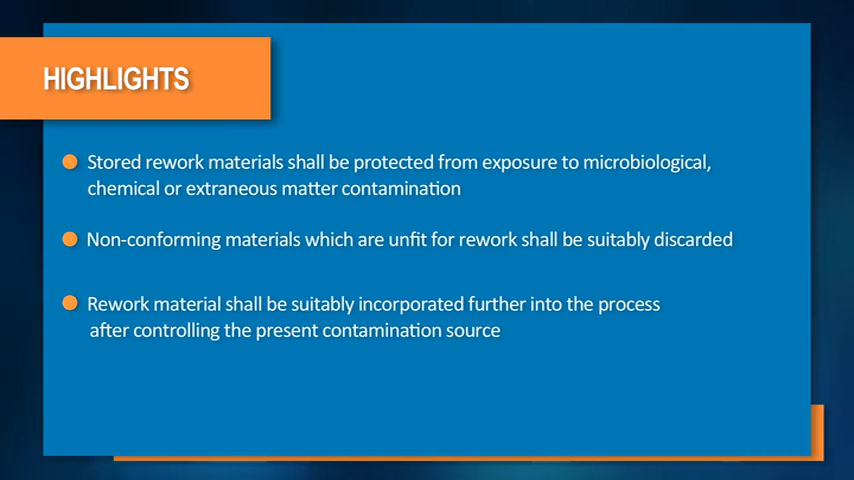 HIGHLIGHTS
Stored rework materials shall be protected from exposure to microbiological,
chemical or extraneous matter contamination
Non-conforming materials which are unfit for rework shall be suitably discarded
Rework material shall be suitably incorporated further into the process
after controlling the present contamination source